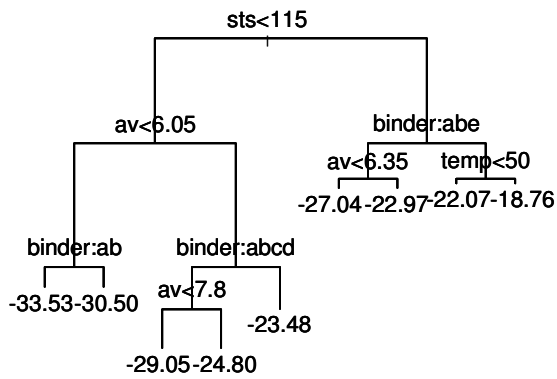 sts<115
av<6.05
binder:abe
av<6.35
temp<50
-27.04
-22.97
-22.07
-18.76
binder:ab
binder:abcd
-33.53
-30.50
av<7.8
-23.48
-29.05
-24.80